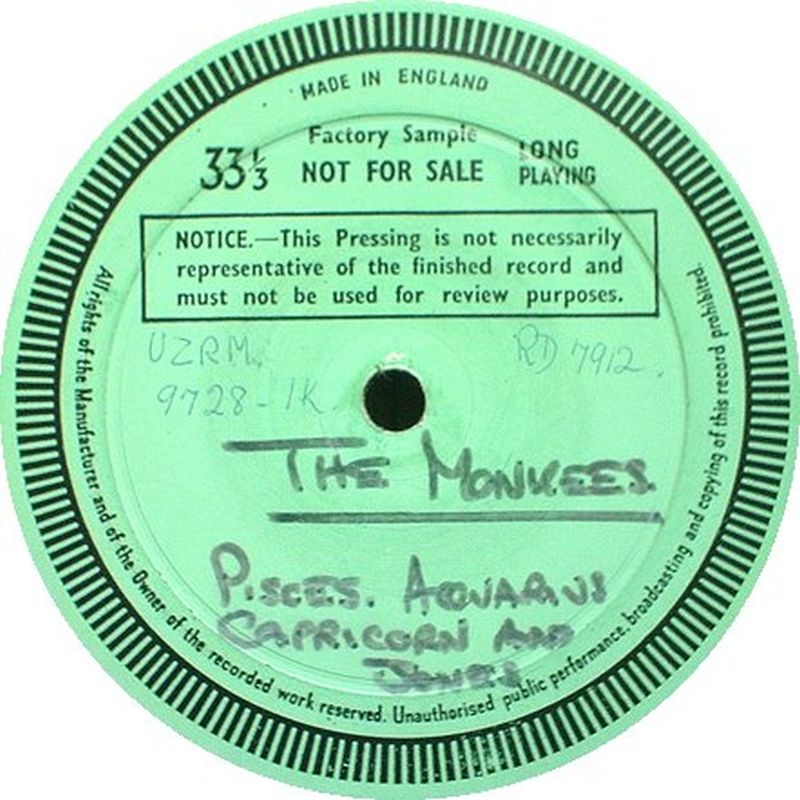 MADE IN ENGLAND
Factory Sample
33⅓ NOT FOR SALE LONG PLAYING
NOTICE.—This Pressing is not necessarily
representative of the finished record and
must not be used for review purposes.
UZRM. RD 7912.
9728-1K
THE MONKEES.
PISCES. AQUARIUS
CAPRICORN AND
JONES
All rights of the Manufacturer and of the Owner of the recorded work reserved. Unauthorised public performance, broadcasting and copying of this record prohibited.